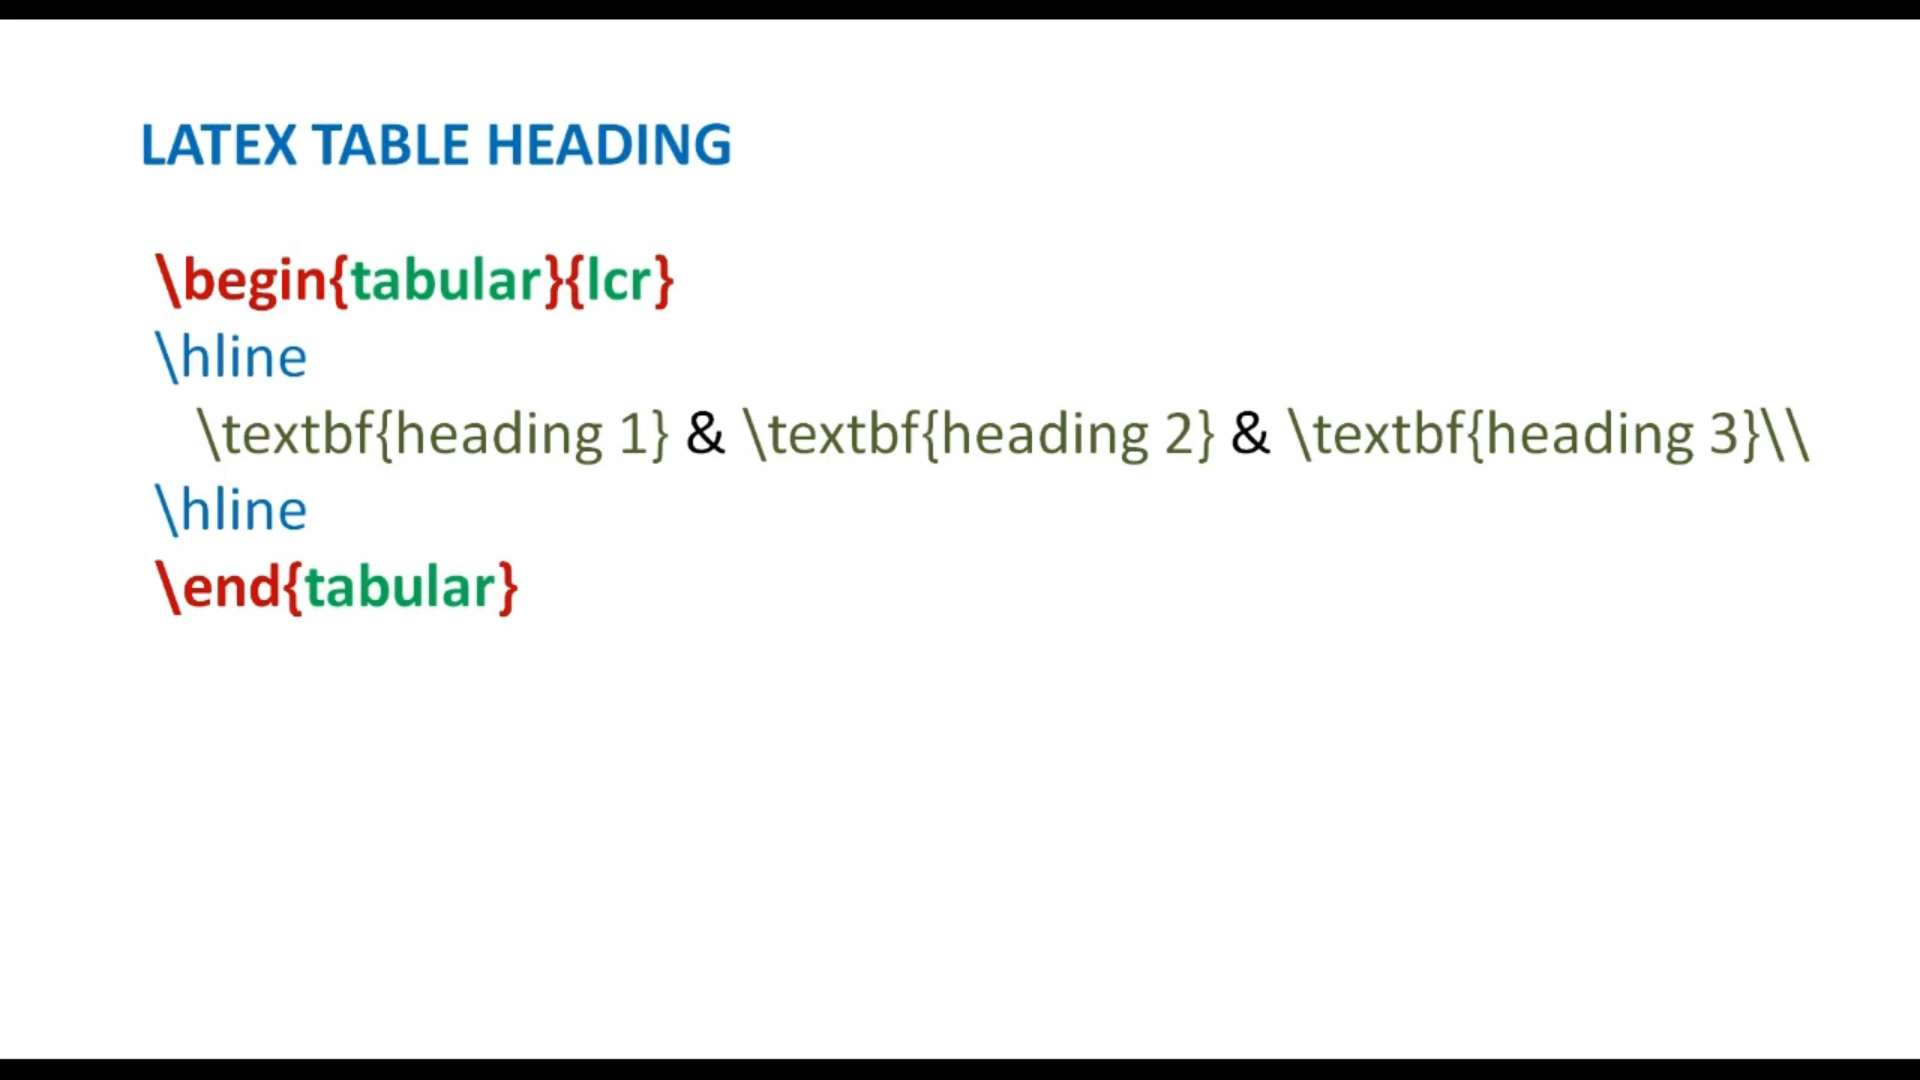 LATEX TABLE HEADING
\begin{tabular}{lcr}
\hline
\textbf{heading 1} & \textbf{heading 2} & \textbf{heading 3}\\
\hline
\end{tabular}